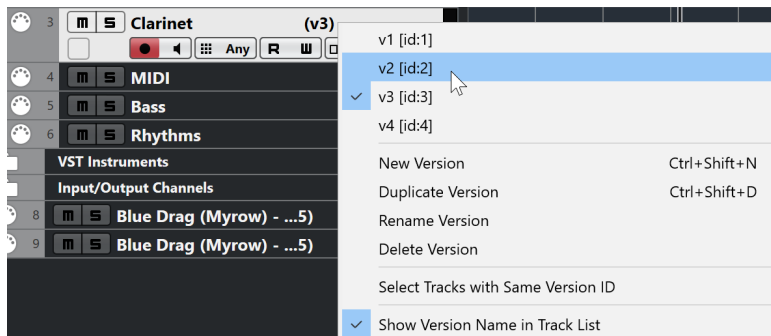 3 m S Clarinet (v3)
Any R W
4 m S MIDI
5 m S Bass
6 m S Rhythms
VST Instruments
Input/Output Channels
8 m S Blue Drag (Myrow) - ...5)
9 m S Blue Drag (Myrow) - ...5)
v1 [id:1]
v2 [id:2]
v3 [id:3]
v4 [id:4]
New Version Ctrl+Shift+N
Duplicate Version Ctrl+Shift+D
Rename Version
Delete Version
Select Tracks with Same Version ID
Show Version Name in Track List